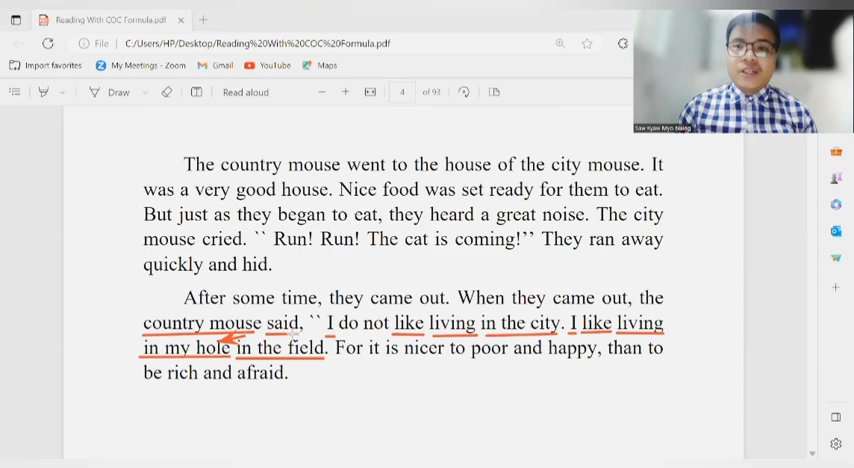 Reading With COC Formula.pdf
File
C:/Users/HP/Desktop/Reading%20With%20COC%20Formula.pdf
Import favorites
My Meetings - Zoom
Gmail
YouTube
Maps
Draw
Read aloud
4
of 93
Saw Kyaw Myo Naing
The country mouse went to the house of the city mouse. It
was a very good house. Nice food was set ready for them to eat.
But just as they began to eat, they heard a great noise. The city
mouse cried. `` Run! Run! The cat is coming!’’ They ran away
quickly and hid.
After some time, they came out. When they came out, the
country mouse said, `` I do not like living in the city. I like living
in my hole in the field. For it is nicer to poor and happy, than to
be rich and afraid.